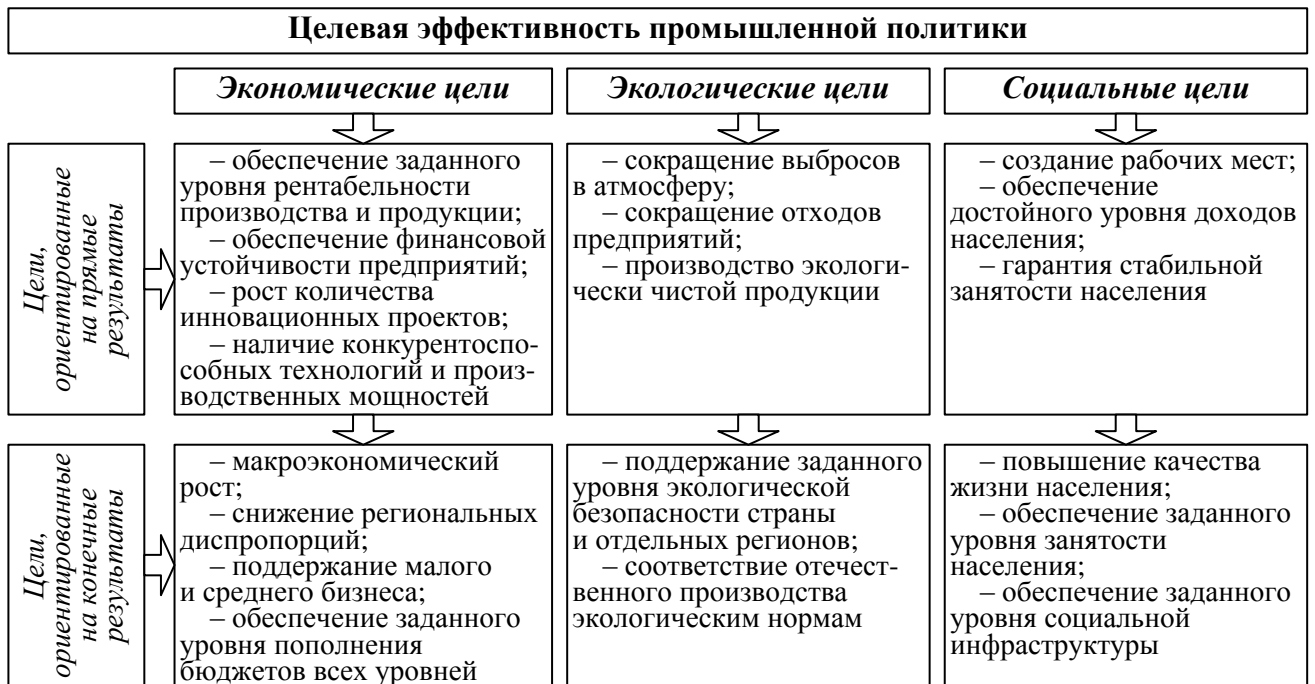 Целевая эффективность промышленной политики
Экономические цели
Экологические цели
Социальные цели
Цели,
ориентированные
на прямые
результаты
– обеспечение заданного
уровня рентабельности
производства и продукции;
– обеспечение финансовой
устойчивости предприятий;
– рост количества
инновационных проектов;
– наличие конкурентоспо-
собных технологий и произ-
водственных мощностей
– сокращение выбросов
в атмосферу;
– сокращение отходов
предприятий;
– производство экологи-
чески чистой продукции
– создание рабочих мест;
– обеспечение
достойного уровня доходов
населения;
– гарантия стабильной
занятости населения
Цели,
ориентированные
на конечные
результаты
– макроэкономический
рост;
– снижение региональных
диспропорций;
– поддержание малого
и среднего бизнеса;
– обеспечение заданного
уровня пополнения
бюджетов всех уровней
– поддержание заданного
уровня экологической
безопасности страны
и отдельных регионов;
– соответствие отечест-
венного производства
экологическим нормам
– повышение качества
жизни населения;
– обеспечение заданного
уровня занятости
населения;
– обеспечение заданного
уровня социальной
инфраструктуры